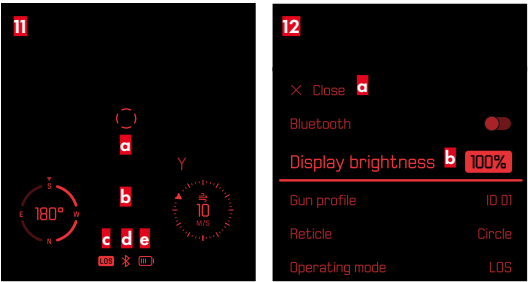 11
a
Y
S
b
180°
E
W
10
M/S
N
c d e
LOS
12
× Close a
Bluetooth
Display brightness b 100%
Gun profile ID 01
Reticle Circle
Operating mode LOS